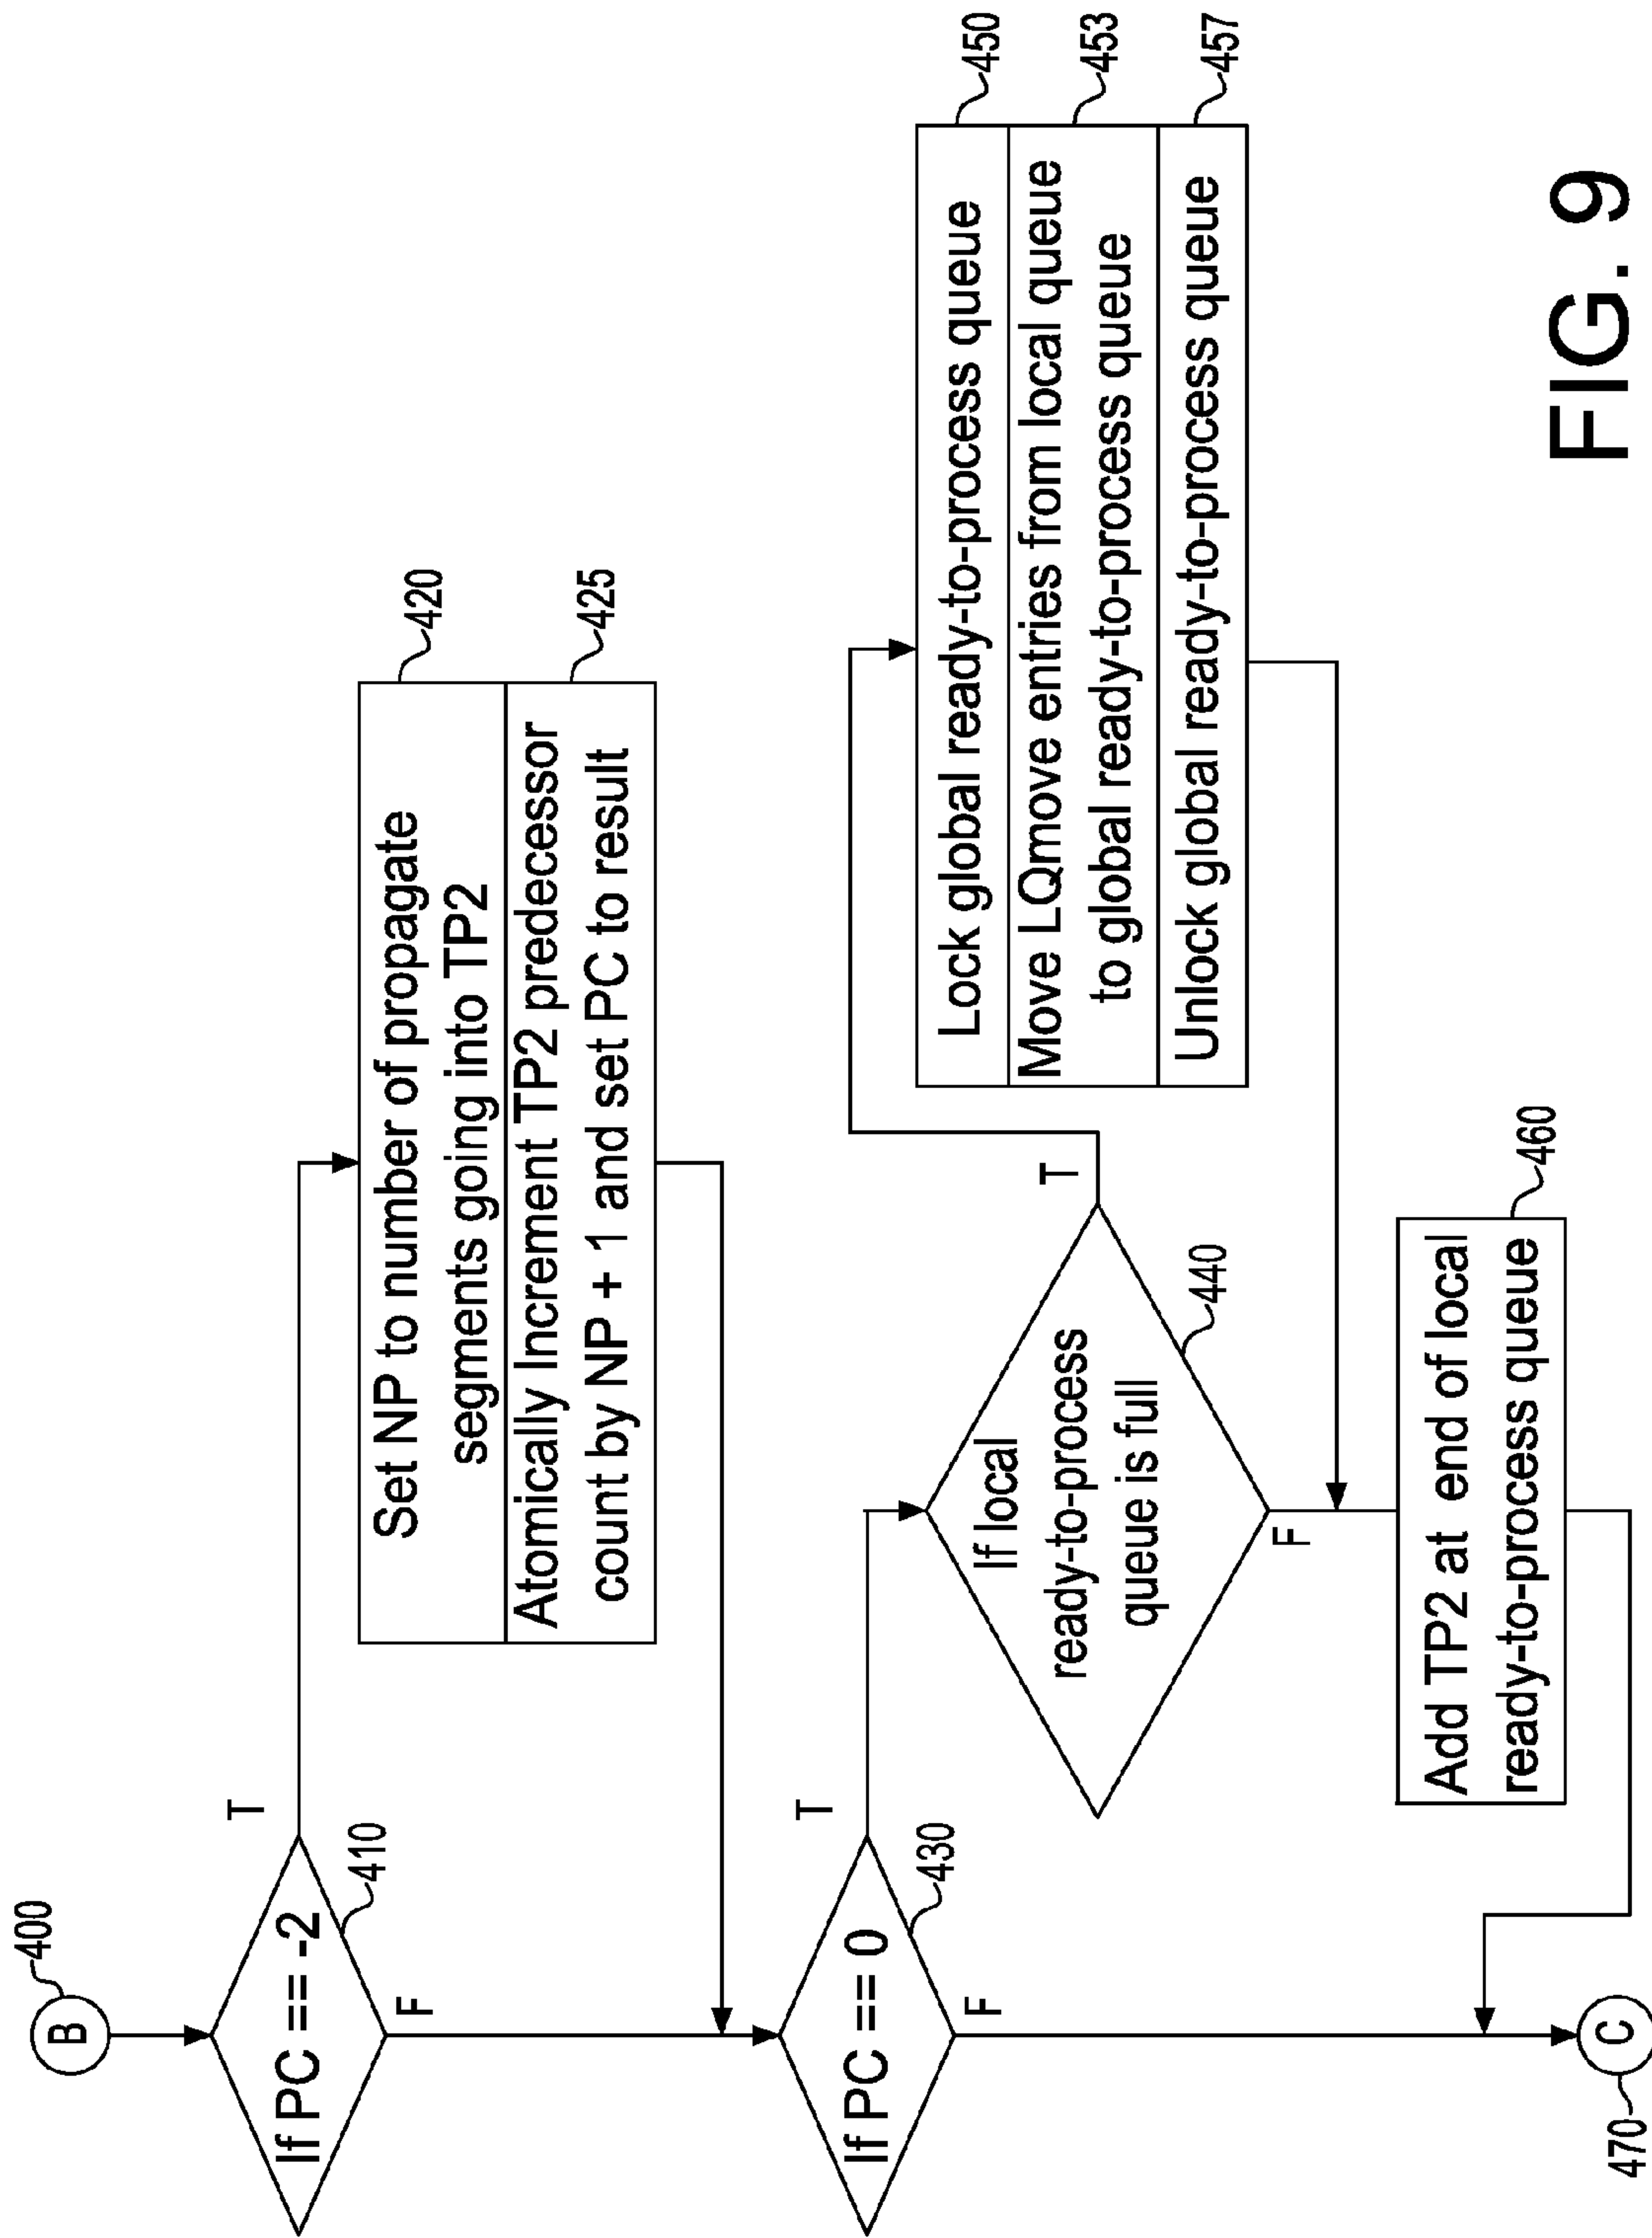 400
B
If PC == -2
410
T
F
Set NP to number of propagate
segments going into TP2
420
Atomically Increment TP2 predecessor
count by NP + 1 and set PC to result
425
If PC == 0
430
T
F
If local
ready-to-process
queue is full
440
T
F
Lock global ready-to-process queue
450
Move LQmove entries from local queue
to global ready-to-process queue
453
Unlock global ready-to-process queue
457
Add TP2 at end of local
ready-to-process queue
460
C
470
FIG. 9